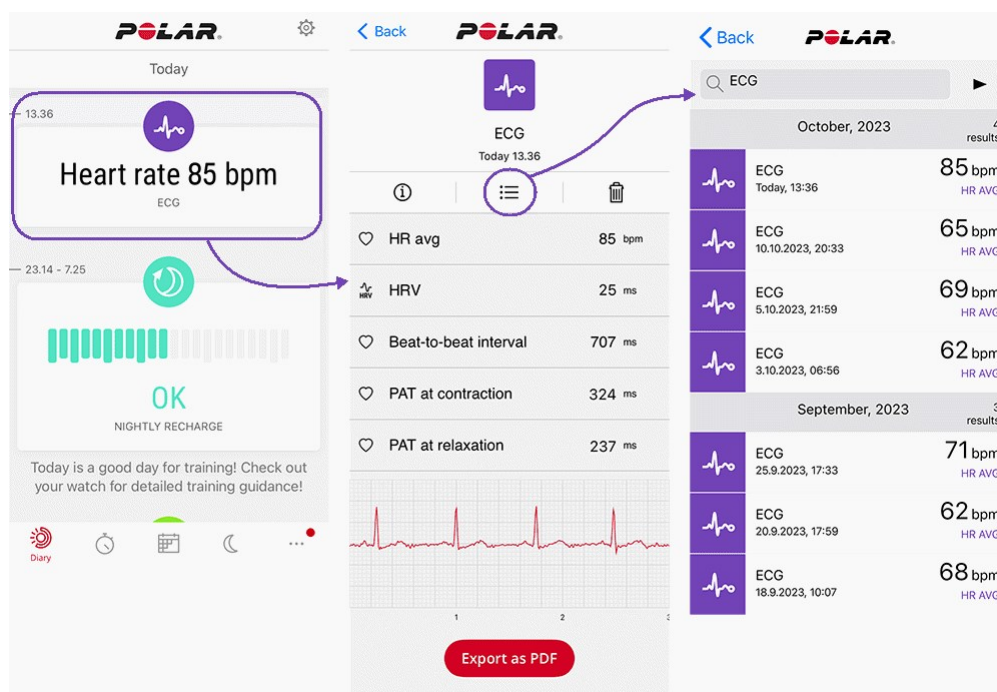 POLAR.
Today
13.36
Heart rate 85 bpm
ECG
23.14 - 7.25
OK
NIGHTLY RECHARGE
Today is a good day for training! Check out
your watch for detailed training guidance!
Diary
Back
POLAR.
ECG
Today 13.36
HR avg 85 bpm
HRV HRV 25 ms
Beat-to-beat interval 707 ms
PAT at contraction 324 ms
PAT at relaxation 237 ms
1 2 3
Export as PDF
Back
POLAR.
ECG
October, 2023 4
results
ECG 85 bpm
Today, 13:36 HR AVG
ECG 65 bpm
10.10.2023, 20:33 HR AVG
ECG 69 bpm
5.10.2023, 21:59 HR AVG
ECG 62 bpm
3.10.2023, 06:56 HR AVG
September, 2023 3
results
ECG 71 bpm
25.9.2023, 17:33 HR AVG
ECG 62 bpm
20.9.2023, 17:59 HR AVG
ECG 68 bpm
18.9.2023, 10:07 HR AVG